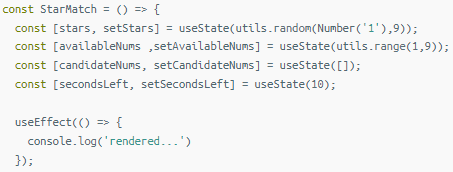 const StarMatch = () => {
const [stars, setStars] = useState(utils.random(Number('1'),9));
const [availableNums ,setAvailableNums] = useState(utils.range(1,9));
const [candidateNums, setCandidateNums] = useState([]);
const [secondsLeft, setSecondsLeft] = useState(10);
useEffect(() => {
console.log('rendered...')
});